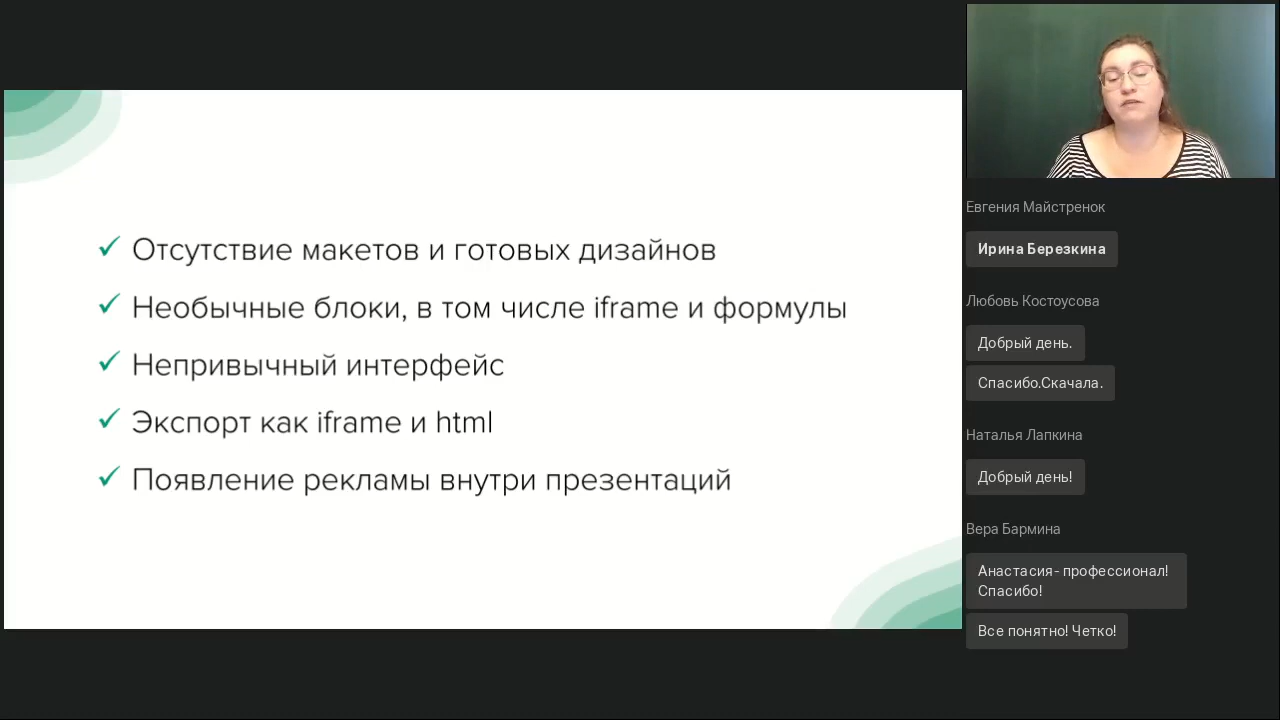 Отсутствие макетов и готовых дизайнов
Необычные блоки, в том числе iframe и формулы
Непривычный интерфейс
Экспорт как iframe и html
Появление рекламы внутри презентаций
Евгения Майстренок
Ирина Березкина
Любовь Костоусова
Добрый день.
Спасибо.Скачала.
Наталья Лапкина
Добрый день!
Вера Бармина
Анастасия- профессионал!
Спасибо!
Все понятно! Четко!